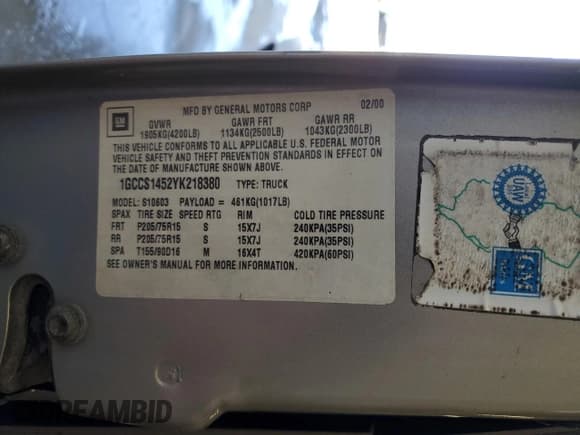 GM
MFD BY GENERAL MOTORS CORP 02/00
GVWR GAWR FRT GAWR RR
1905KG(4200LB) 1134KG(2500LB) 1043KG(2300LB)
THIS VEHICLE CONFORMS TO ALL APPLICABLE U.S. FEDERAL MOTOR
VEHICLE SAFETY AND THEFT PREVENTION STANDARDS IN EFFECT ON
THE DATE OF MANUFACTURE SHOWN ABOVE.
1GCCS1452YK218380 TYPE: TRUCK
MODEL: S10603 PAYLOAD = 461KG(1017LB)
SPAX TIRE SIZE SPEED RTG RIM COLD TIRE PRESSURE
FRT P205/75R15 S 15X7J 240KPA(35PSI)
RR P205/75R15 S 15X7J 240KPA(35PSI)
SPA T155/90D16 M 16X4T 420KPA(60PSI)
SEE OWNER'S MANUAL FOR MORE INFORMATION.
UAW
GM
DREAMBID